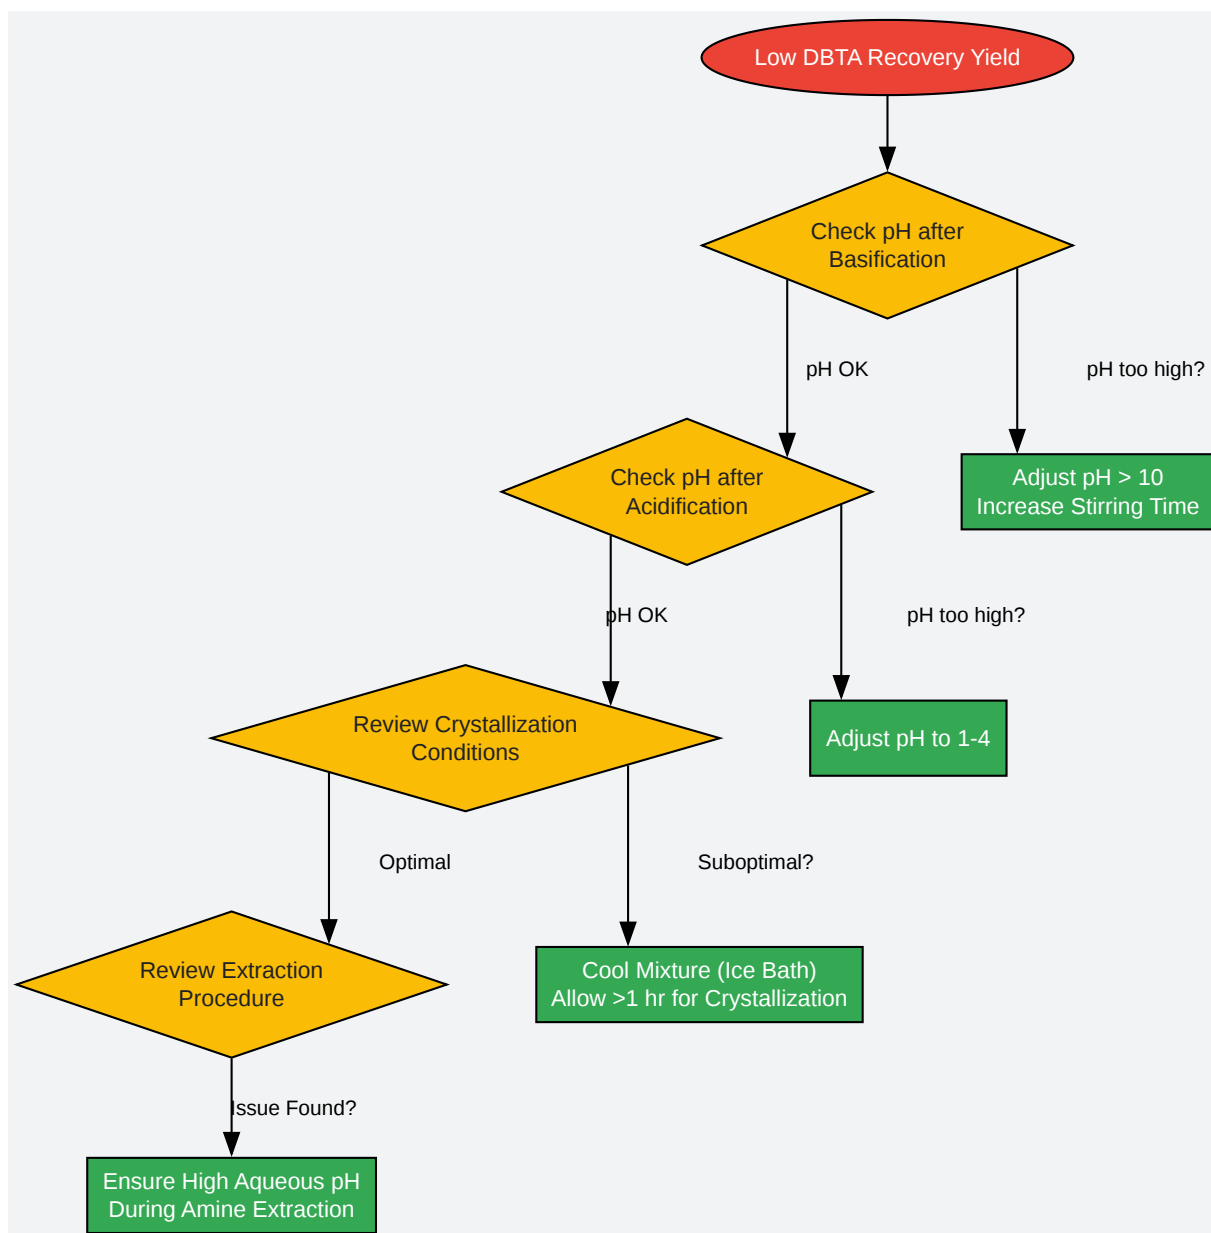 Low DBTA Recovery Yield
Check pH after
Basification
pH OK
pH too high?
Check pH after
Acidification
Adjust pH > 10
Increase Stirring Time
pH OK
pH too high?
Review Crystallization
Conditions
Adjust pH to 1-4
Optimal
Suboptimal?
Review Extraction
Procedure
Cool Mixture (Ice Bath)
Allow >1 hr for Crystallization
Issue Found?
Ensure High Aqueous pH
During Amine Extraction